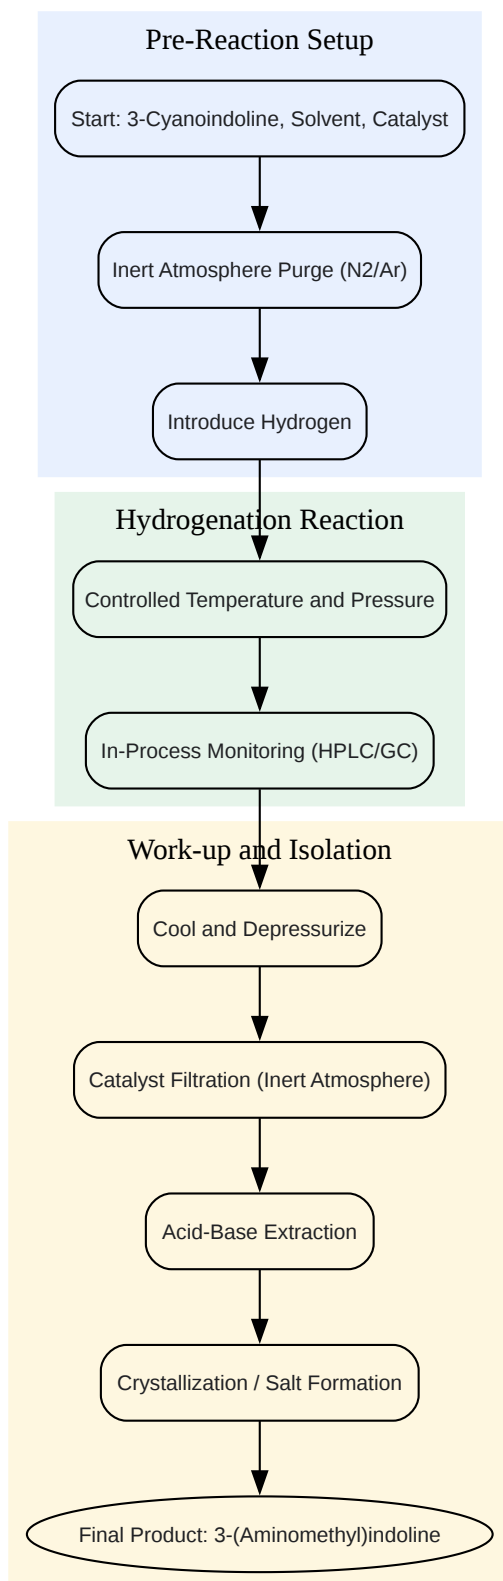 Pre-Reaction Setup
Start: 3-Cyanoindoline, Solvent, Catalyst
Inert Atmosphere Purge (N2/Ar)
Introduce Hydrogen
Hydrogenation Reaction
Controlled Temperature and Pressure
In-Process Monitoring (HPLC/GC)
Work-up and Isolation
Cool and Depressurize
Catalyst Filtration (Inert Atmosphere)
Acid-Base Extraction
Crystallization / Salt Formation
Final Product: 3-(Aminomethyl)indoline